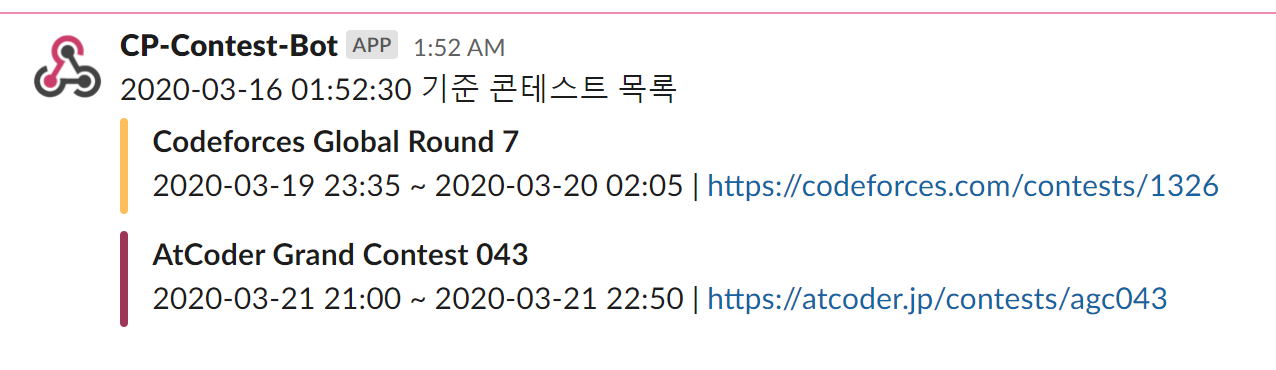 CP-Contest-Bot APP 1:52 AM
2020-03-16 01:52:30 기준 콘테스트 목록
Codeforces Global Round 7
2020-03-19 23:35 ~ 2020-03-20 02:05 | https://codeforces.com/contests/1326
AtCoder Grand Contest 043
2020-03-21 21:00 ~ 2020-03-21 22:50 | https://atcoder.jp/contests/agc043